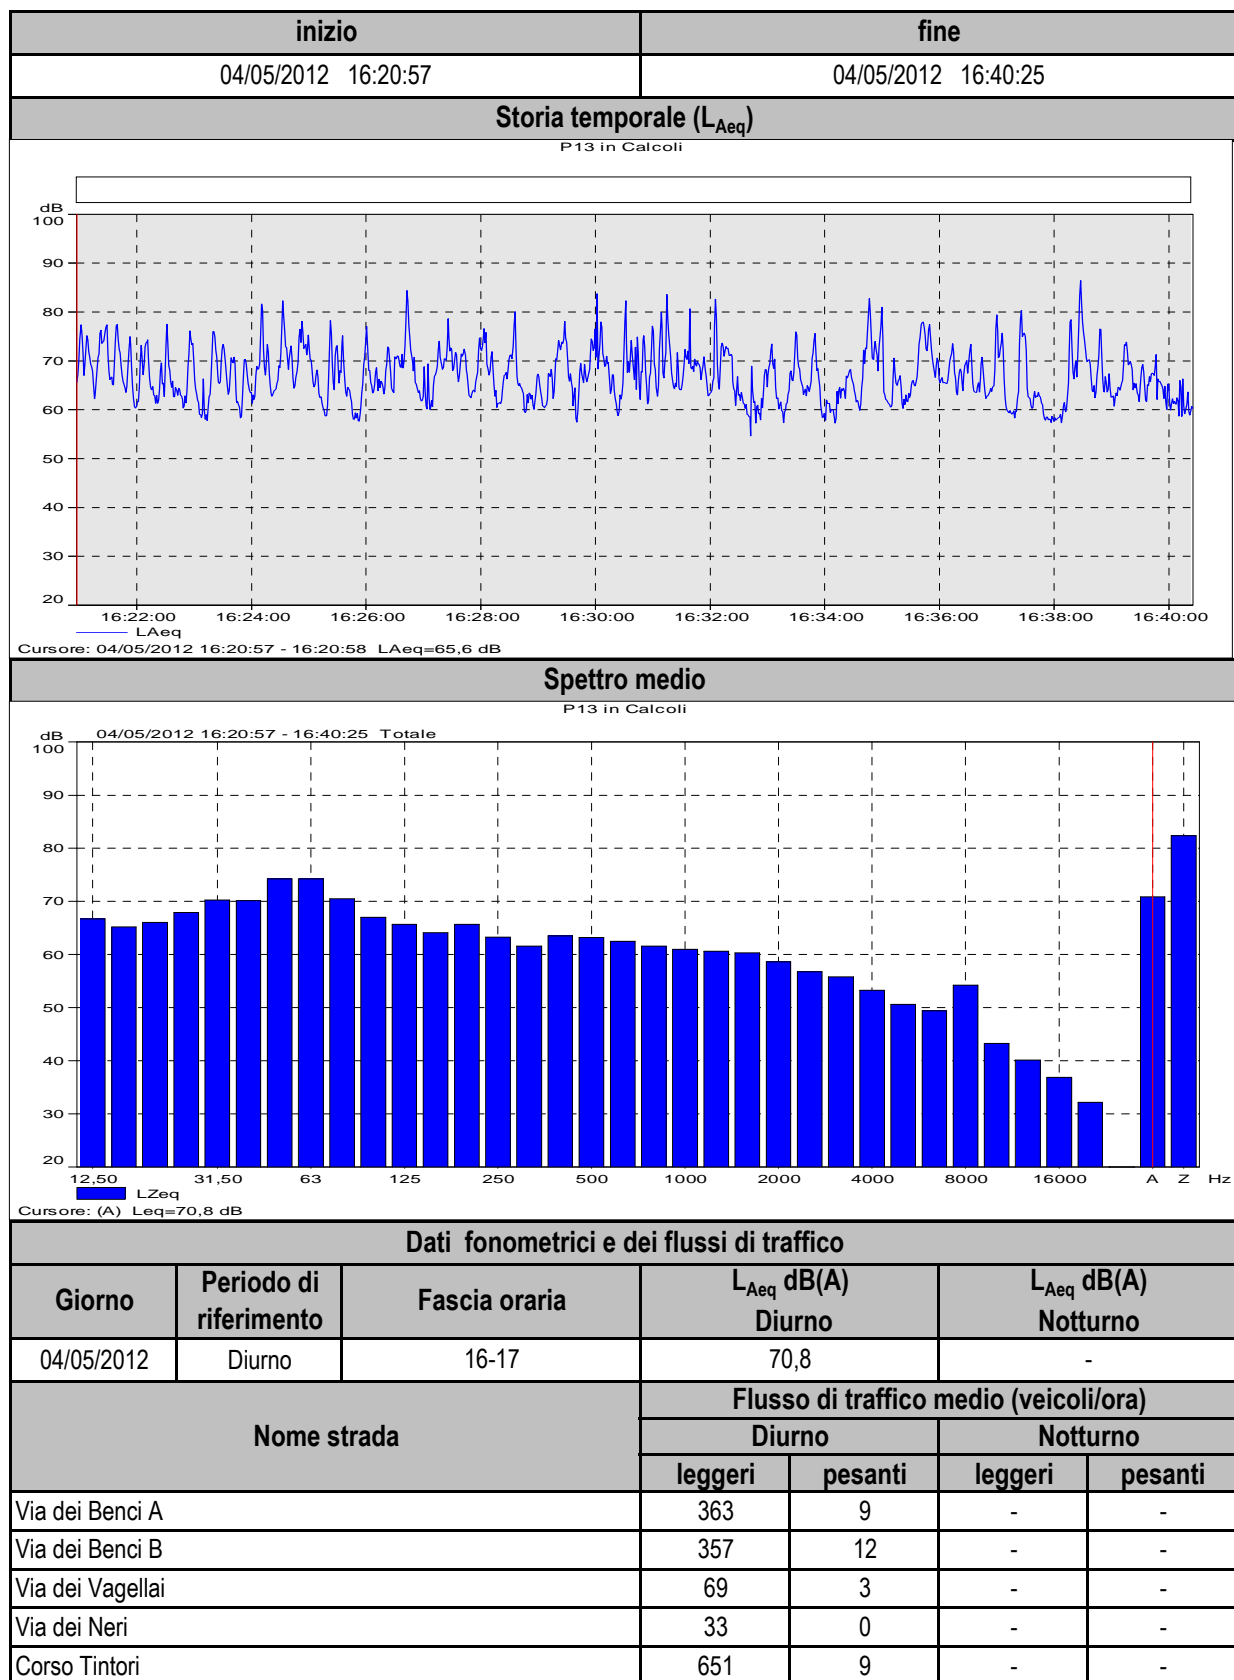 inizio fine
04/05/2012 16:20:57 04/05/2012 16:40:25
Storia temporale (LAeq)
P13 in Calcoli
dB
100
90
80
70
60
50
40
30
20
16:22:00 16:24:00 16:26:00 16:28:00 16:30:00 16:32:00 16:34:00 16:36:00 16:38:00 16:40:00
LAeq
Cursore: 04/05/2012 16:20:57 - 16:20:58 LAeq=65,6 dB
Spettro medio
P13 in Calcoli
dB 04/05/2012 16:20:57 - 16:40:25 Totale
100
90
80
70
60
50
40
30
20
12,50 31,50 63 125 250 500 1000 2000 4000 8000 16000 A Z Hz
LZeq
Cursore: (A) Leq=70,8 dB
Dati fonometrici e dei flussi di traffico
Giorno Periodo di riferimento Fascia oraria LAeq dB(A) Diurno LAeq dB(A) Notturno
04/05/2012 Diurno 16-17 70,8 -
Nome strada Flusso di traffico medio (veicoli/ora)
Diurno Notturno
leggeri pesanti leggeri pesanti
Via dei Benci A 363 9 - -
Via dei Benci B 357 12 - -
Via dei Vagellai 69 3 - -
Via dei Neri 33 0 - -
Corso Tintori 651 9 - -